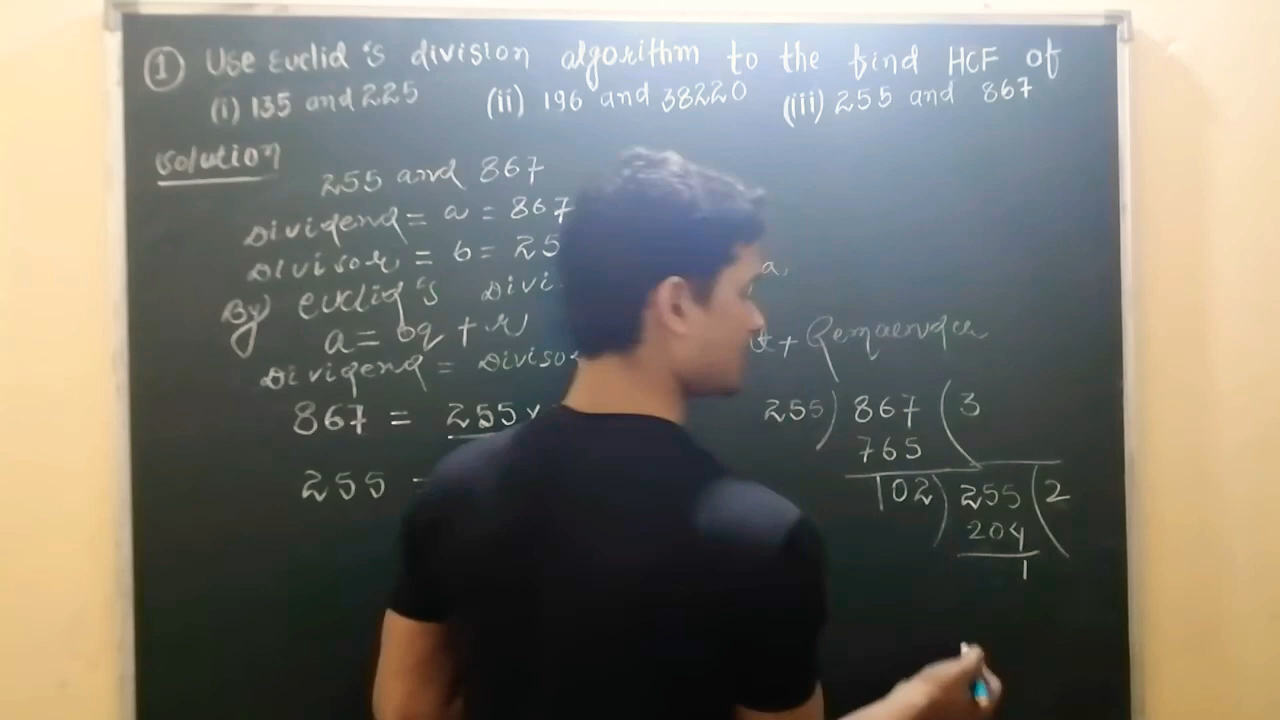 ① Use Euclid's division algorithm to the find HCF of
(i) 135 and 225 (ii) 196 and 38220 (iii) 255 and 867
Solution
255 and 867
Dividend = a = 867
Divisor = b = 25
a,
By Euclid's Divi
a = bq + r
Dividend = Diviso t + Remaender
867 = 255 ×
255 =
255) 867 (3
765
102) 255 (2
204
1